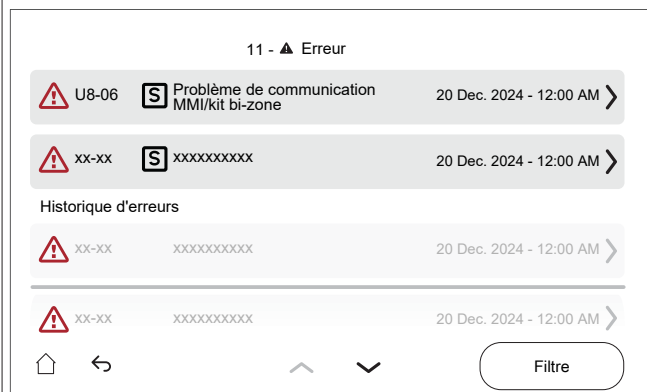 11 - Erreur
U8-06 S Problème de communication 20 Dec. 2024 - 12:00 AM
MMI/kit bi-zone
xx-xx S xxxxxxxxxx 20 Dec. 2024 - 12:00 AM
Historique d'erreurs
xx-xx xxxxxxxxxx 20 Dec. 2024 - 12:00 AM
xx-xx xxxxxxxxxx 20 Dec. 2024 - 12:00 AM
Filtre